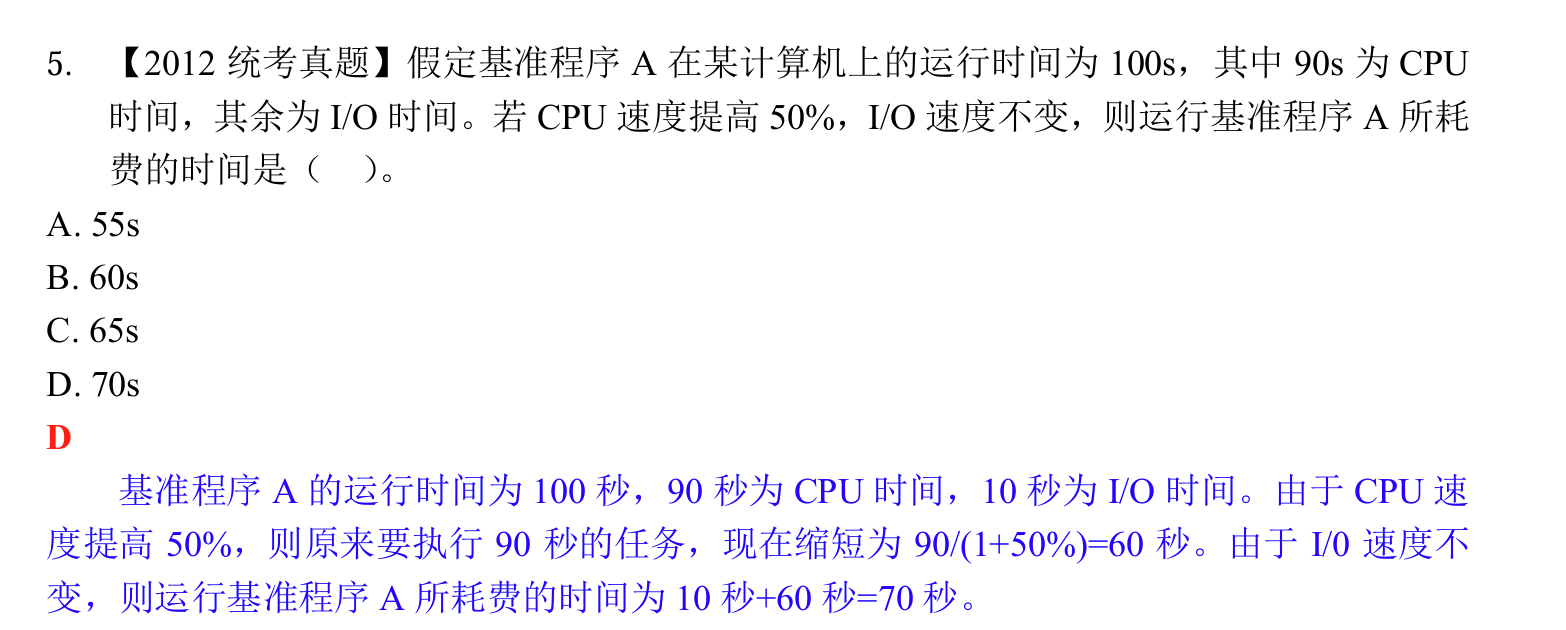 5. 【2012 统考真题】假定基准程序 A 在某计算机上的运行时间为 100s，其中 90s 为 CPU
时间，其余为 I/O 时间。若 CPU 速度提高 50%，I/O 速度不变，则运行基准程序 A 所耗
费的时间是（ ）。
A. 55s
B. 60s
C. 65s
D. 70s
D
基准程序 A 的运行时间为 100 秒，90 秒为 CPU 时间，10 秒为 I/O 时间。由于 CPU 速
度提高 50%，则原来要执行 90 秒的任务，现在缩短为 90/(1+50%)=60 秒。由于 I/0 速度不
变，则运行基准程序 A 所耗费的时间为 10 秒+60 秒=70 秒。